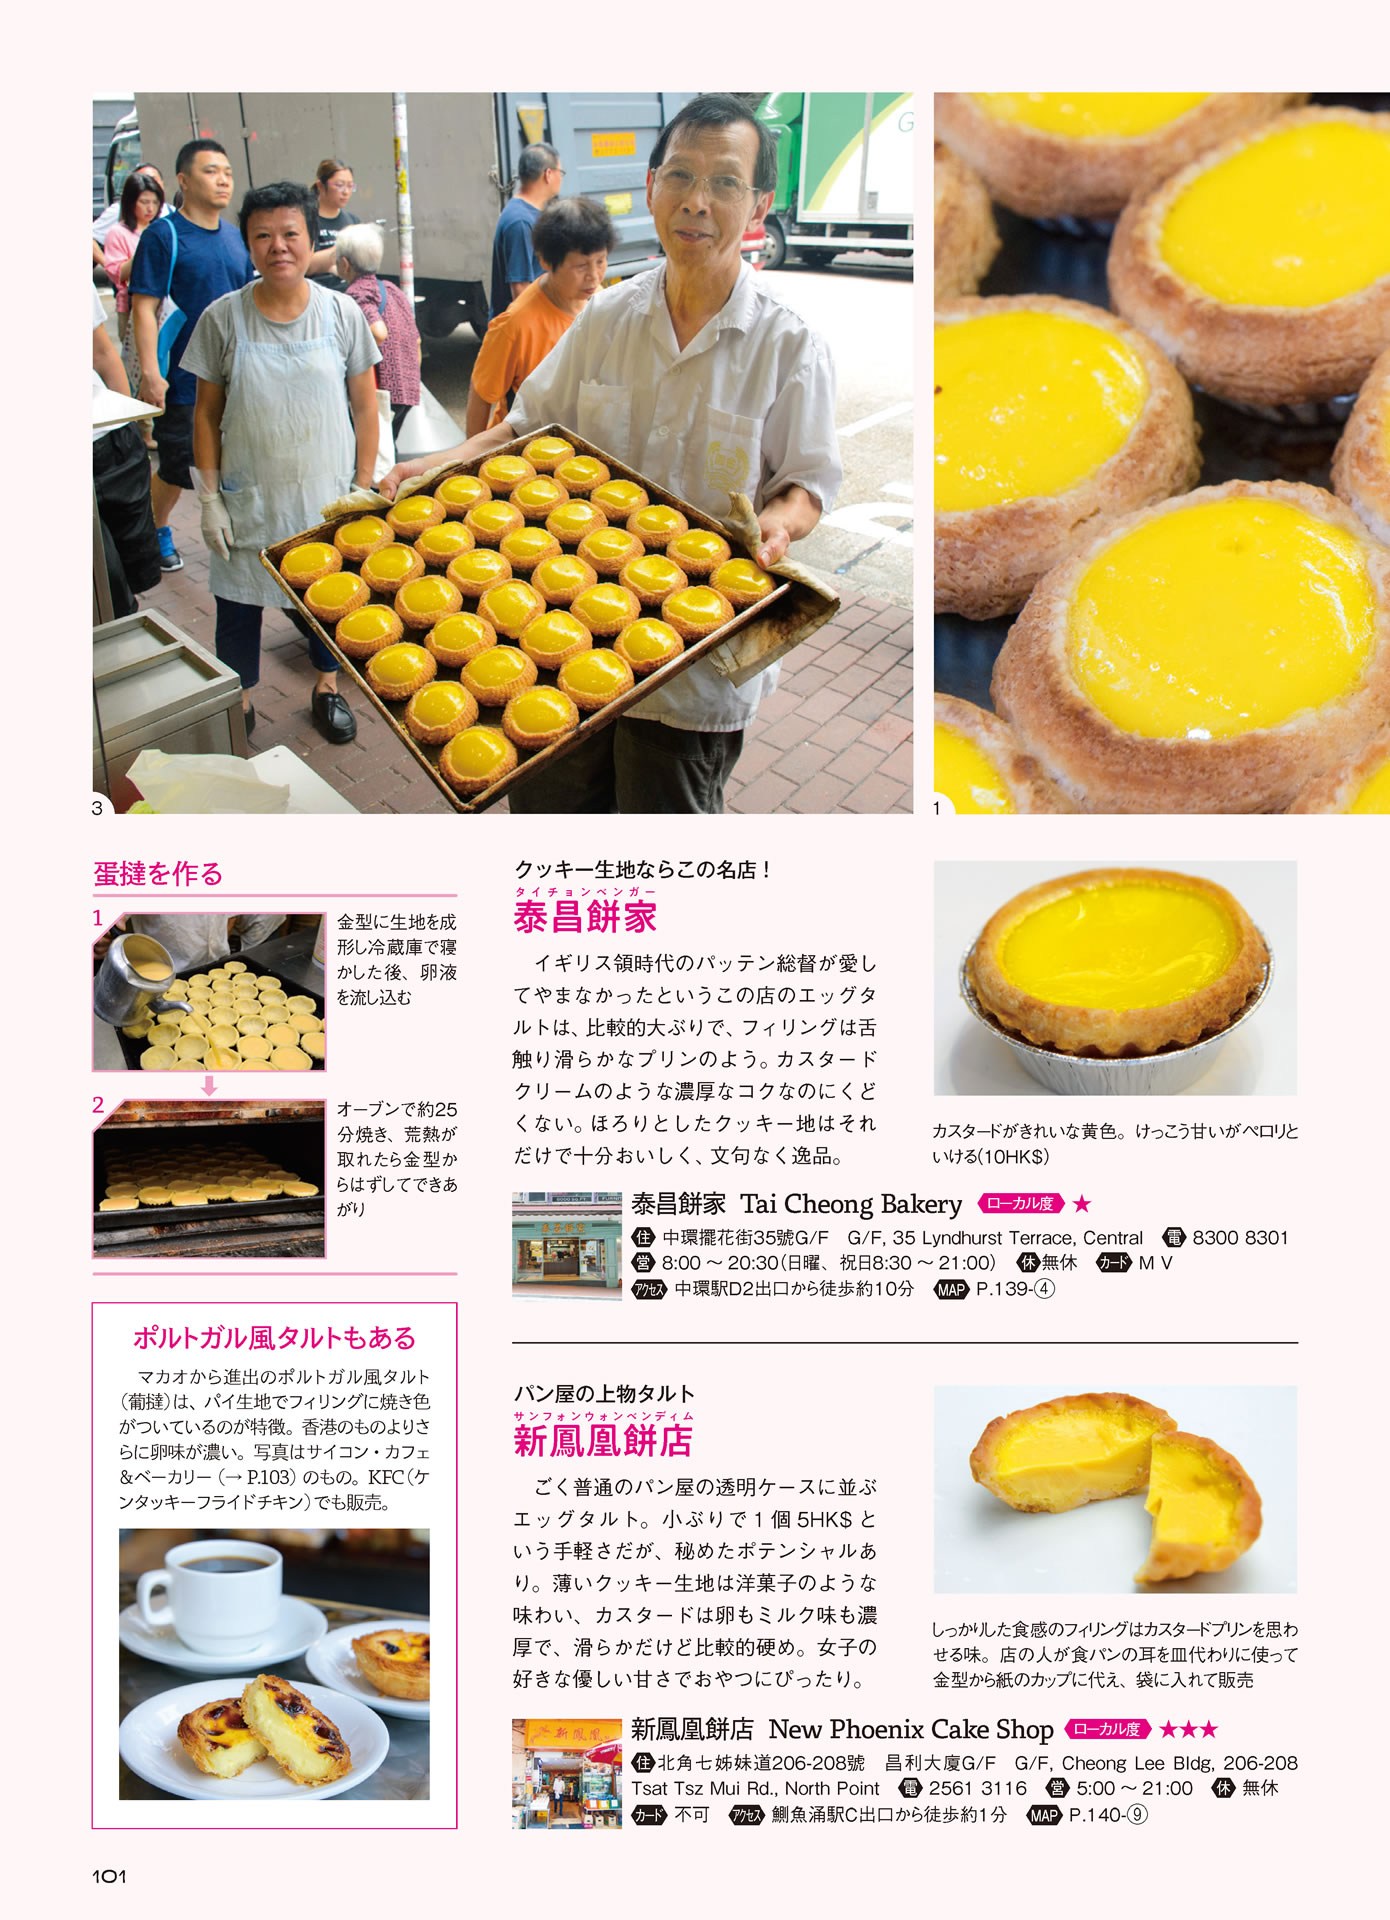 3
1
蛋撻を作る
1
金型に生地を成
形し冷蔵庫で寝
かした後、卵液
を流し込む
2
オーブンで約25
分焼き、荒熱が
取れたら金型か
らはずしてできあ
がり
ポルトガル風タルトもある
マカオから進出のポルトガル風タルト
（葡撻）は、パイ生地でフィリングに焼き色
がついているのが特徴。香港のものよりさ
らに卵味が濃い。写真はサイコン・カフェ
＆ベーカリー（→P.103）のもの。KFC（ケ
ンタッキーフライドチキン）でも販売。
クッキー生地ならこの名店！
タイチョンベンガー
泰昌餅家
イギリス領時代のパッテン総督が愛し
てやまなかったというこの店のエッグタ
ルトは、比較的大ぶりで、フィリングは舌
触り滑らかなプリンのよう。カスタード
クリームのような濃厚なコクなのにくど
くない。ほろりとしたクッキー地はそれ
だけで十分おいしく、文句なく逸品。
カスタードがきれいな黄色。けっこう甘いがペロリと
いける(10HK$)
泰昌餅家 Tai Cheong Bakery ローカル度 ★
住 中環擺花街35號G/F G/F, 35 Lyndhurst Terrace, Central 電 8300 8301
営 8:00～20:30(日曜、祝日8:30～21:00) 休 無休 カード M V
アクセス 中環駅D2出口から徒歩約10分 MAP P.139-④
パン屋の上物タルト
サンフォンウォンベンディム
新鳳凰餅店
ごく普通のパン屋の透明ケースに並ぶ
エッグタルト。小ぶりで1個5HK$と
いう手軽さだが、秘めたポテンシャルあ
り。薄いクッキー生地は洋菓子のような
味わい、カスタードは卵もミルク味も濃
厚で、滑らかだけど比較的硬め。女子の
好きな優しい甘さでおやつにぴったり。
しっかりした食感のフィリングはカスタードプリンを思わ
せる味。店の人が食パンの耳を皿代わりに使って
金型から紙のカップに代え、袋に入れて販売
新鳳凰餅店 New Phoenix Cake Shop ローカル度 ★★★
住 北角七姊妹道206-208號 昌利大廈G/F G/F, Cheong Lee Bldg, 206-208
Tsat Tsz Mui Rd., North Point 電 2561 3116 営 5:00～21:00 休 無休
カード 不可 アクセス 鰂魚涌駅C出口から徒歩約1分 MAP P.140-⑨
101